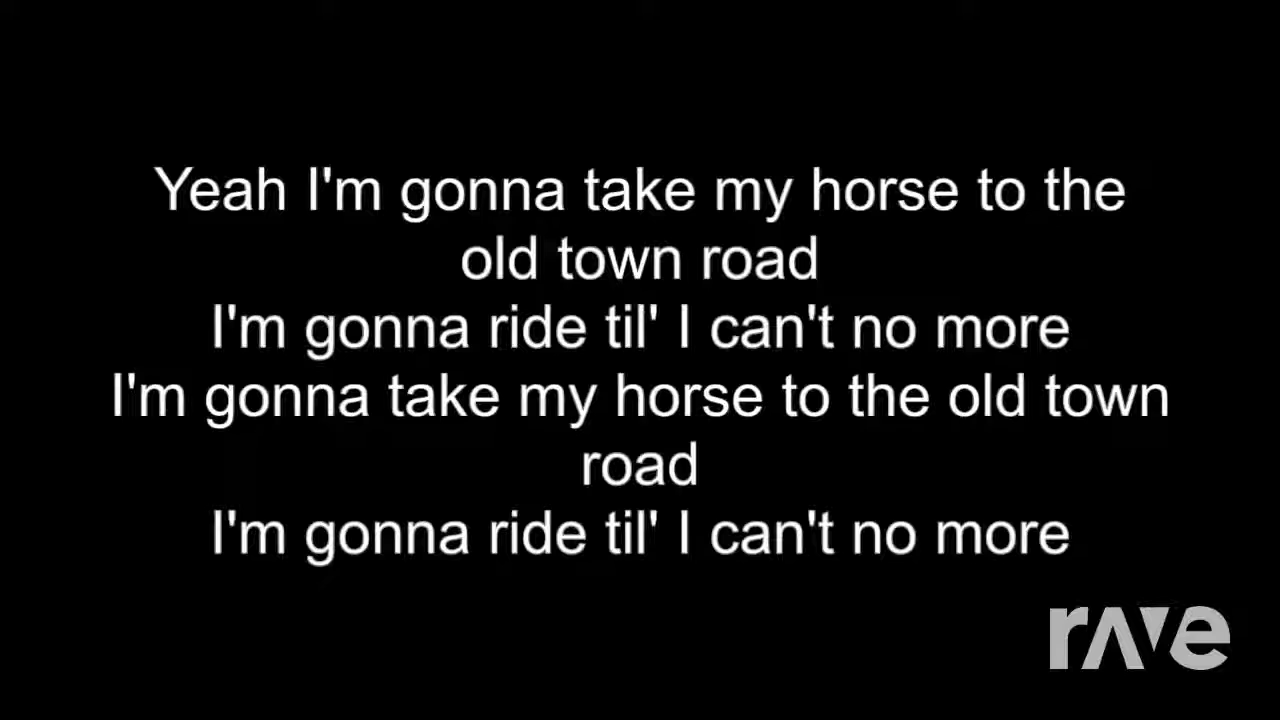 Yeah I'm gonna take my horse to the
old town road
I'm gonna ride til' I can't no more
I'm gonna take my horse to the old town
road
I'm gonna ride til' I can't no more
rave